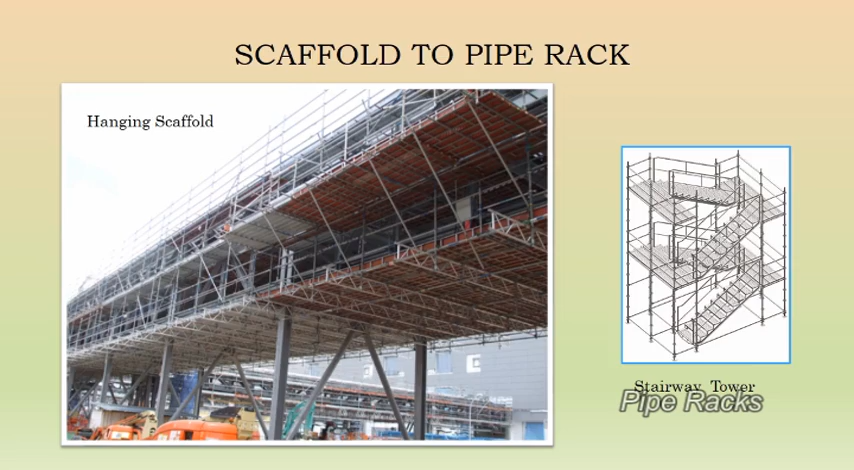 SCAFFOLD TO PIPE RACK
Hanging Scaffold
Stairway Tower
Pipe Racks